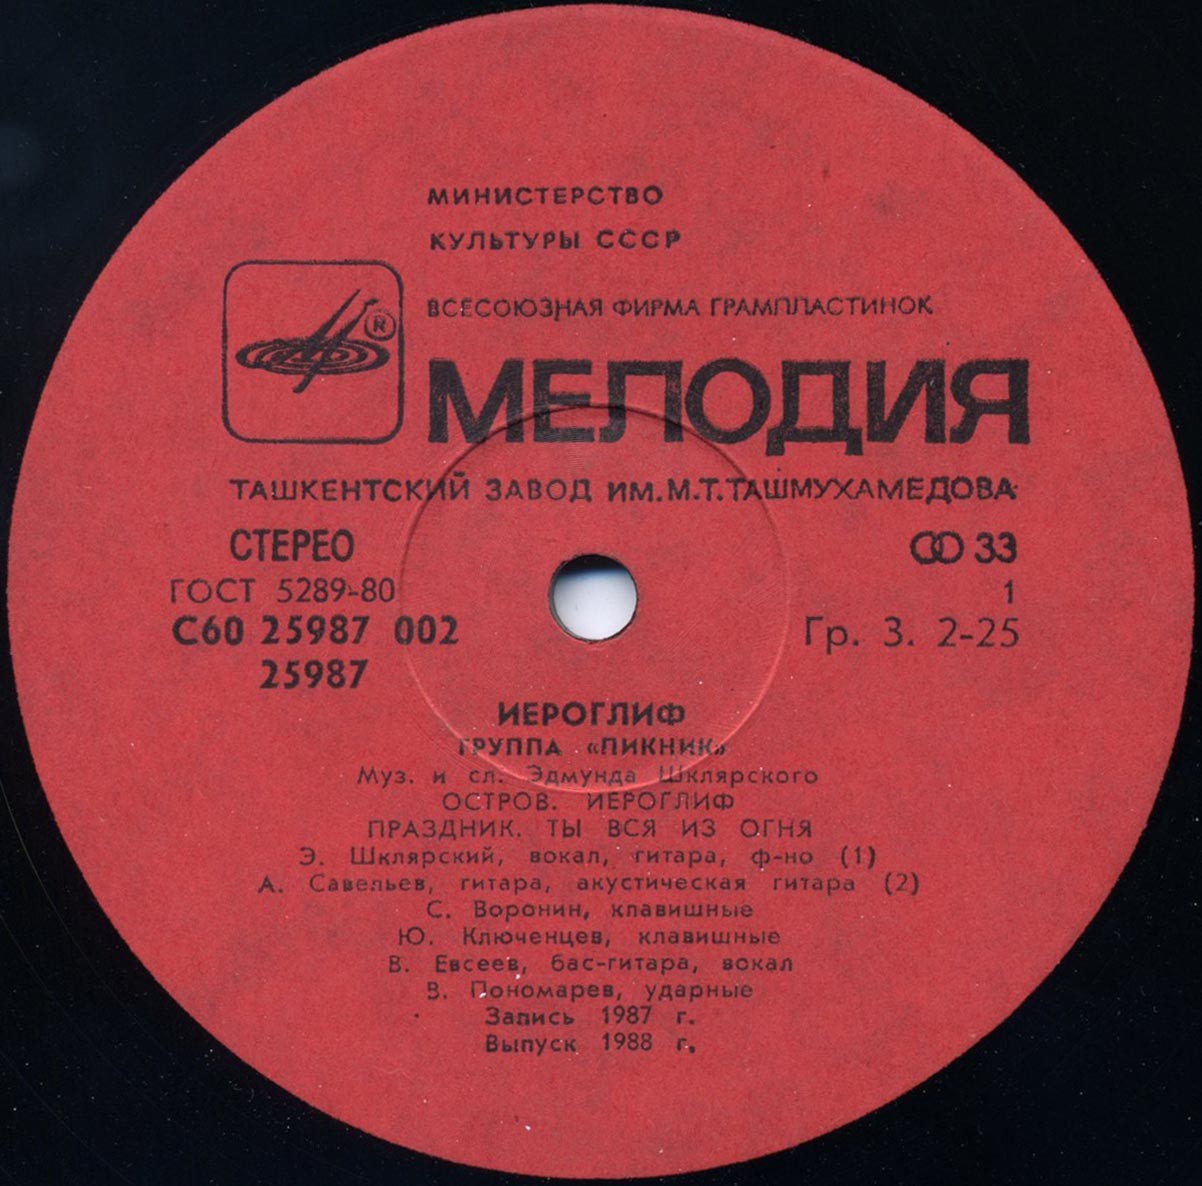 МИНИСТЕРСТВО
КУЛЬТУРЫ СССР
ВСЕСОЮЗНАЯ ФИРМА ГРАМПЛАСТИНОК
®
МЕЛОДИЯ
ТАШКЕНТСКИЙ ЗАВОД ИМ. М.Т. ТАШМУХАМЕДОВА
СТЕРЕО
33
ГОСТ 5289-80
1
С60 25987 002
Гр. 3. 2-25
25987
ИЕРОГЛИФ
ГРУППА «ПИКНИК»
Муз. и сл. Эдмунда Шклярского
ОСТРОВ. ИЕРОГЛИФ
ПРАЗДНИК. ТЫ ВСЯ ИЗ ОГНЯ
Э. Шклярский, вокал, гитара, ф-но (1)
А. Савельев, гитара, акустическая гитара (2)
С. Воронин, клавишные
Ю. Ключенцев, клавишные
В. Евсеев, бас-гитара, вокал
В. Пономарев, ударные
Запись 1987 г.
Выпуск 1988 г.